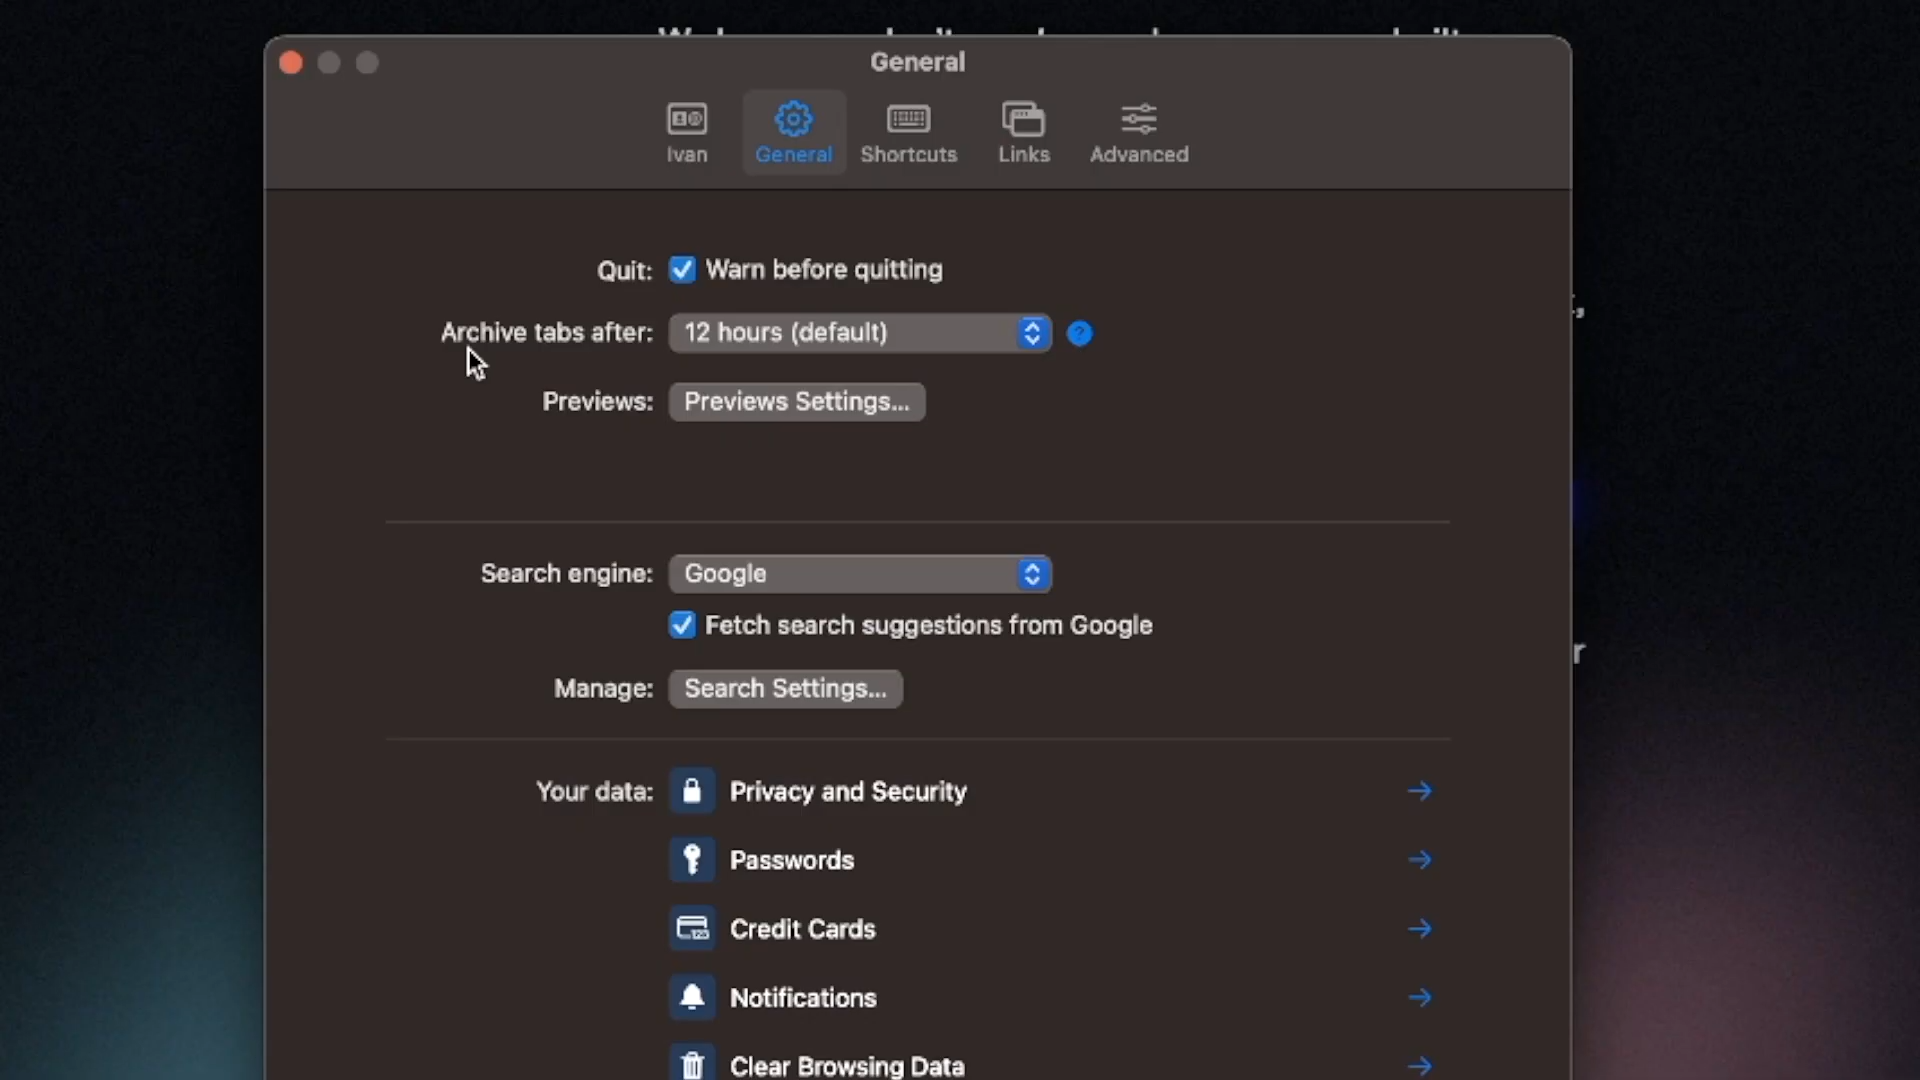 General
Ivan
General
Shortcuts
Links
Advanced
Quit: Warn before quitting
Archive tabs after: 12 hours (default) ?
Previews: Previews Settings...
Search engine: Google
Fetch search suggestions from Google
Manage: Search Settings...
Your data: Privacy and Security
Passwords
Credit Cards
Notifications
Clear Browsing Data